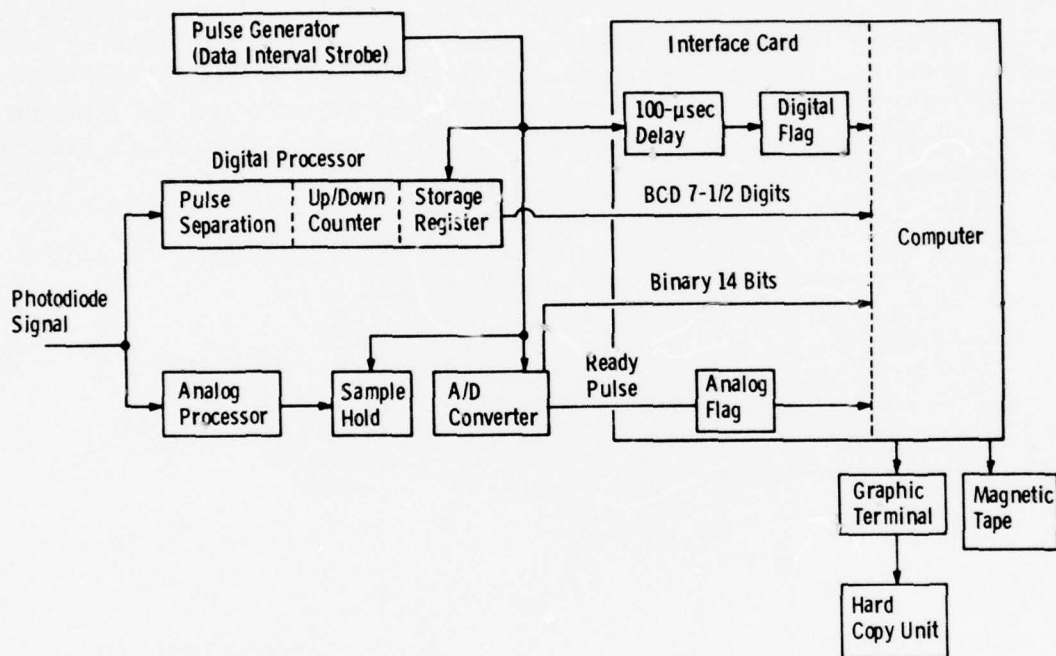 Pulse Generator
(Data Interval Strobe)
Interface Card
100-μsec
Delay
Digital
Flag
Digital Processor
Pulse
Separation
Up/Down
Counter
Storage
Register
BCD 7-1/2 Digits
Computer
Binary 14 Bits
Photodiode
Signal
Analog
Processor
Sample
Hold
A/D
Converter
Ready
Pulse
Analog
Flag
Graphic
Terminal
Magnetic
Tape
Hard
Copy Unit